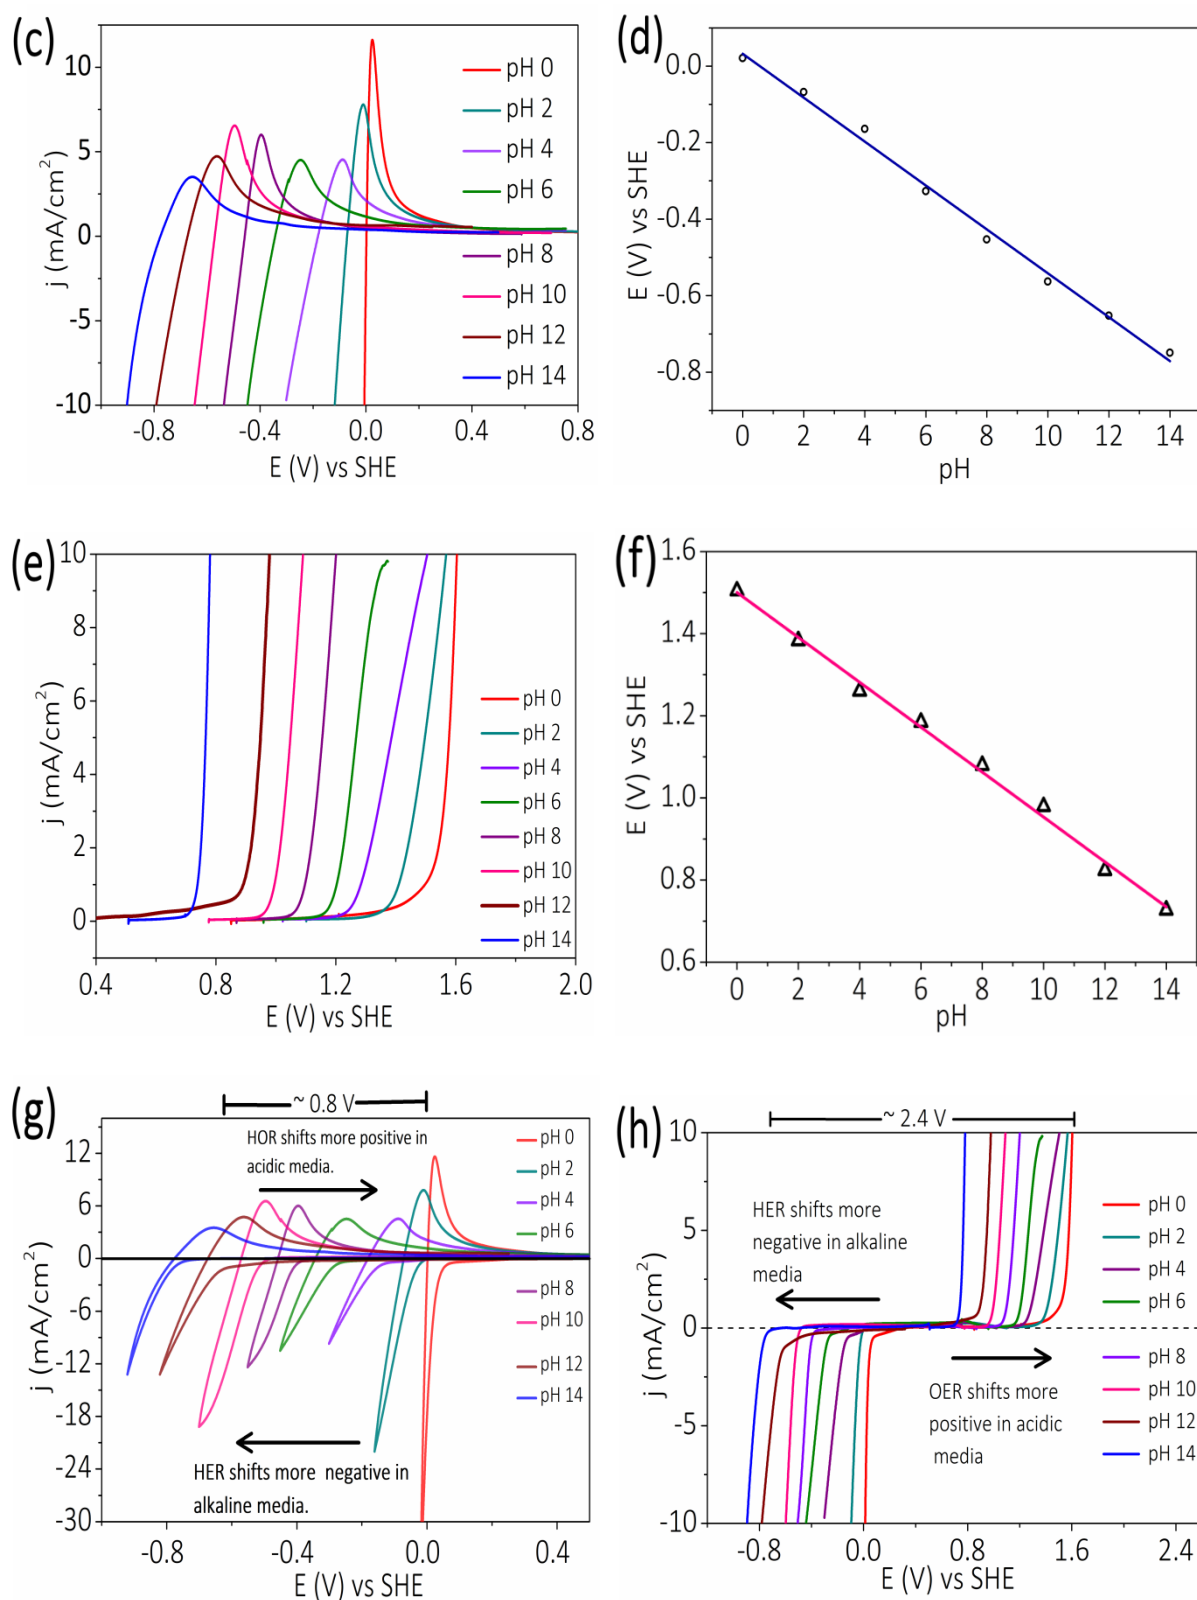 (c)
10
5
0
-5
-10
j (mA/cm²)
-0.8
-0.4
0.0
0.4
0.8
E (V) vs SHE
pH 0
pH 2
pH 4
pH 6
pH 8
pH 10
pH 12
pH 14
(d)
0.0
-0.2
-0.4
-0.6
-0.8
E (V) vs SHE
0
2
4
6
8
10
12
14
pH
(e)
10
8
6
4
2
0
j (mA/cm²)
0.4
0.8
1.2
1.6
2.0
E (V) vs SHE
pH 0
pH 2
pH 4
pH 6
pH 8
pH 10
pH 12
pH 14
(f)
1.6
1.4
1.2
1.0
0.8
0.6
E (V) vs SHE
0
2
4
6
8
10
12
14
pH
(g)
~ 0.8 V
HOR shifts more positive in
acidic media.
12
6
0
-6
-12
-18
-24
-30
j (mA/cm²)
pH 0
pH 2
pH 4
pH 6
pH 8
pH 10
pH 12
pH 14
HER shifts more negative in
alkaline media.
-0.8
-0.4
0.0
0.4
E (V) vs SHE
(h)
~ 2.4 V
10
5
0
-5
-10
j (mA/cm²)
HER shifts more
negative in alkaline
media
pH 0
pH 2
pH 4
pH 6
pH 8
pH 10
pH 12
pH 14
OER shifts more
positive in acidic
media
-0.8
0.0
0.8
1.6
2.4
E (V) vs SHE